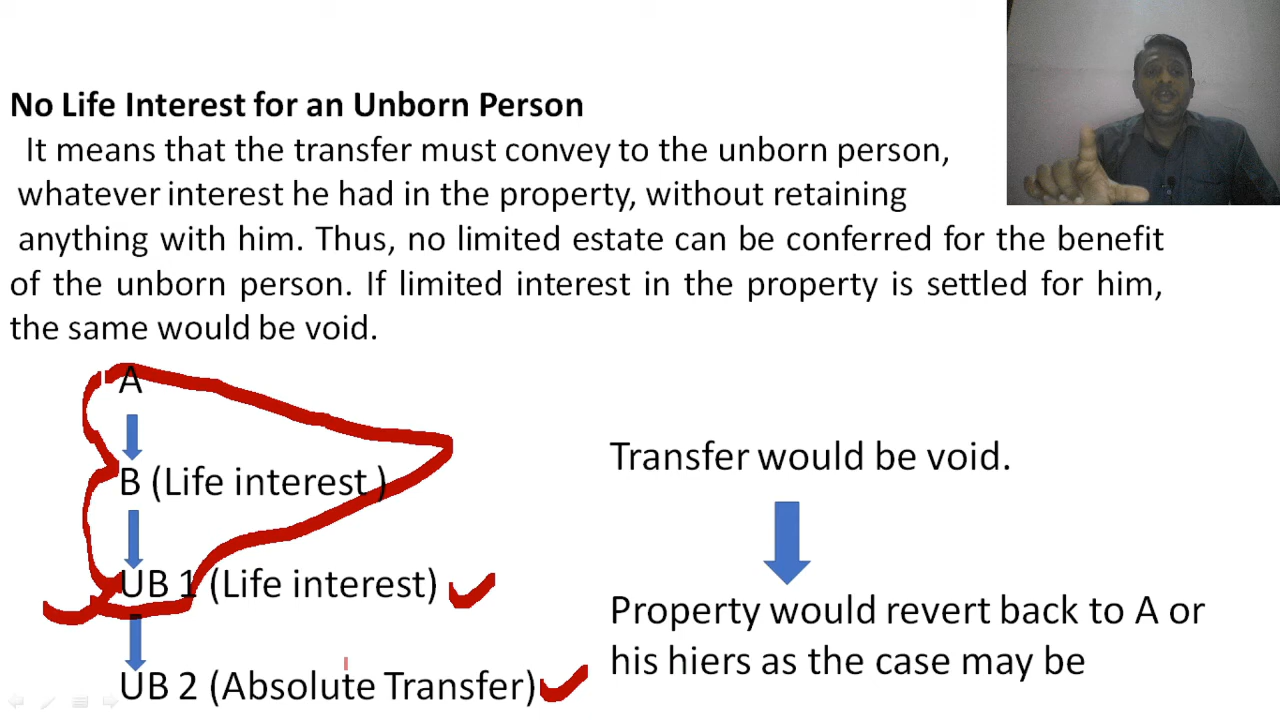 No Life Interest for an Unborn Person
It means that the transfer must convey to the unborn person,
whatever interest he had in the property, without retaining
anything with him. Thus, no limited estate can be conferred for the benefit
of the unborn person. If limited interest in the property is settled for him,
the same would be void.
A
B (Life interest )
UB 1 (Life interest)
UB 2 (Absolute Transfer)
Transfer would be void.
Property would revert back to A or
his hiers as the case may be